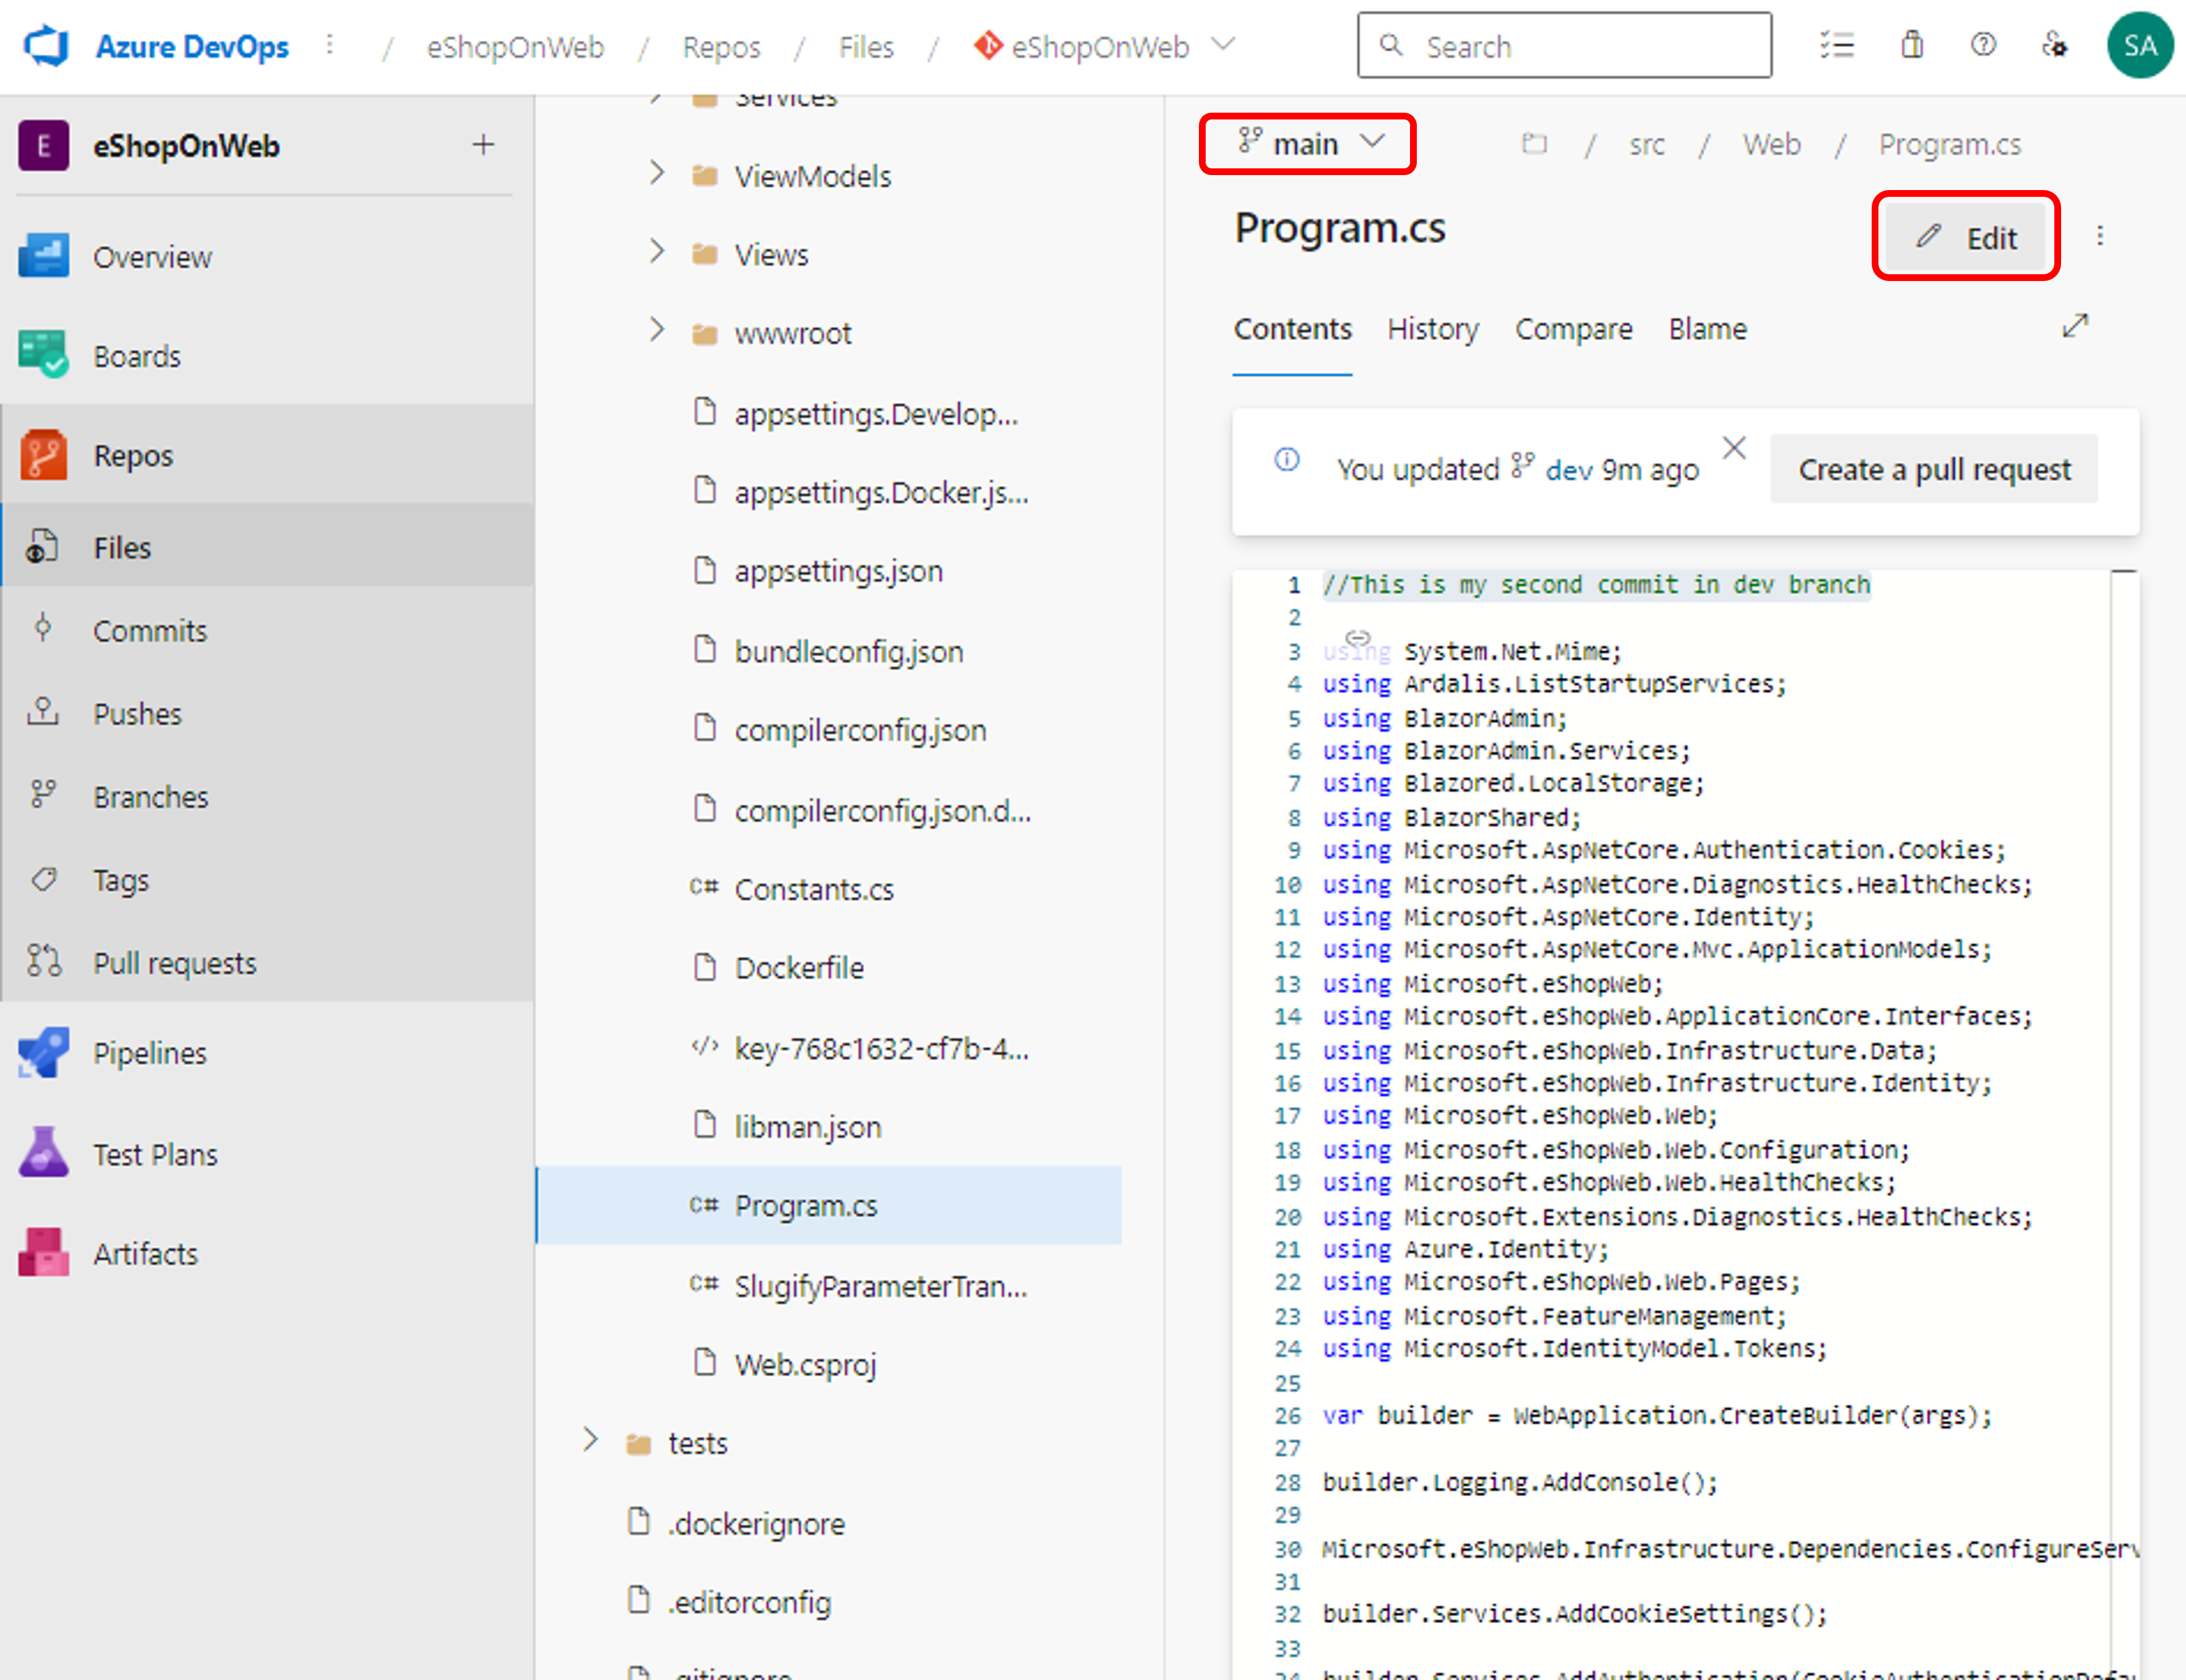 Azure DevOps / eShopOnWeb / Repos / Files / eShopOnWeb
Search
SA
E eShopOnWeb +
Overview
Boards
Repos
Files
Commits
Pushes
Branches
Tags
Pull requests
Pipelines
Test Plans
Artifacts
Services
ViewModels
Views
wwwroot
appsettings.Develop...
appsettings.Docker.js...
appsettings.json
bundleconfig.json
compilerconfig.json
compilerconfig.json.d...
C# Constants.cs
Dockerfile
</> key-768c1632-cf7b-4...
libman.json
C# Program.cs
C# SlugifyParameterTran...
Web.csproj
tests
.dockerignore
.editorconfig
.gitignore
main
/ src / Web / Program.cs
Program.cs
Edit
Contents History Compare Blame
You updated dev 9m ago
Create a pull request
1 //This is my second commit in dev branch
2
3 using System.Net.Mime;
4 using Ardalis.ListStartupServices;
5 using BlazorAdmin;
6 using BlazorAdmin.Services;
7 using Blazored.LocalStorage;
8 using BlazorShared;
9 using Microsoft.AspNetCore.Authentication.Cookies;
10 using Microsoft.AspNetCore.Diagnostics.HealthChecks;
11 using Microsoft.AspNetCore.Identity;
12 using Microsoft.AspNetCore.Mvc.ApplicationModels;
13 using Microsoft.eShopWeb;
14 using Microsoft.eShopWeb.ApplicationCore.Interfaces;
15 using Microsoft.eShopWeb.Infrastructure.Data;
16 using Microsoft.eShopWeb.Infrastructure.Identity;
17 using Microsoft.eShopWeb.Web;
18 using Microsoft.eShopWeb.Web.Configuration;
19 using Microsoft.eShopWeb.Web.HealthChecks;
20 using Microsoft.Extensions.Diagnostics.HealthChecks;
21 using Azure.Identity;
22 using Microsoft.eShopWeb.Web.Pages;
23 using Microsoft.FeatureManagement;
24 using Microsoft.IdentityModel.Tokens;
25
26 var builder = WebApplication.CreateBuilder(args);
27
28 builder.Logging.AddConsole();
29
30 Microsoft.eShopWeb.Infrastructure.Dependencies.ConfigureServ
31
32 builder.Services.AddCookieSettings();
33
34 builder.Services.AddAuthentication(CookieAuthenticationDefau